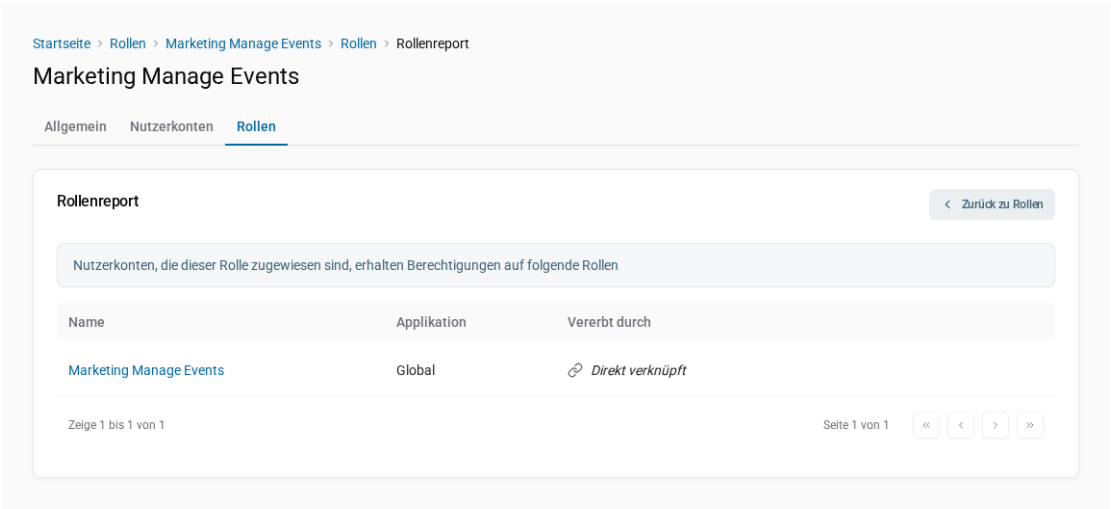 Startseite > Rollen > Marketing Manage Events > Rollen > Rollenreport
Marketing Manage Events
Allgemein Nutzerkonten Rollen
Rollenreport
< Zurück zu Rollen
Nutzerkonten, die dieser Rolle zugewiesen sind, erhalten Berechtigungen auf folgende Rollen
Name Applikation Vererbt durch
Marketing Manage Events Global Direkt verknüpft
Zeige 1 bis 1 von 1 Seite 1 von 1 « < > »